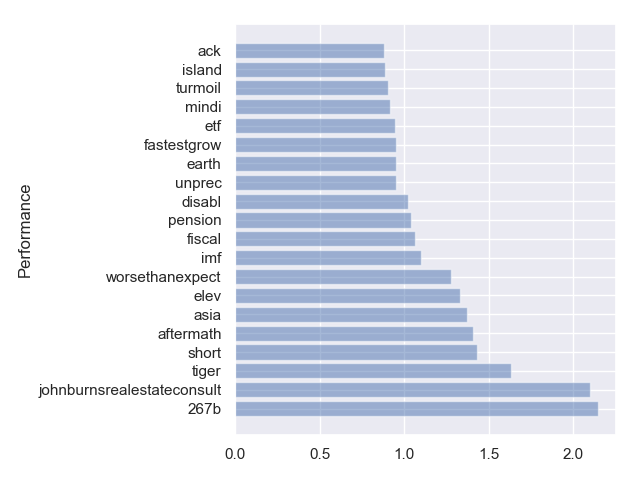 ack
island
turmoil
mindi
etf
fastestgrow
earth
unprec
disabl
pension
fiscal
imf
worsethanexpect
elev
asia
aftermath
short
tiger
johnburnsrealestateconsult
267b
Performance
0.0 0.5 1.0 1.5 2.0